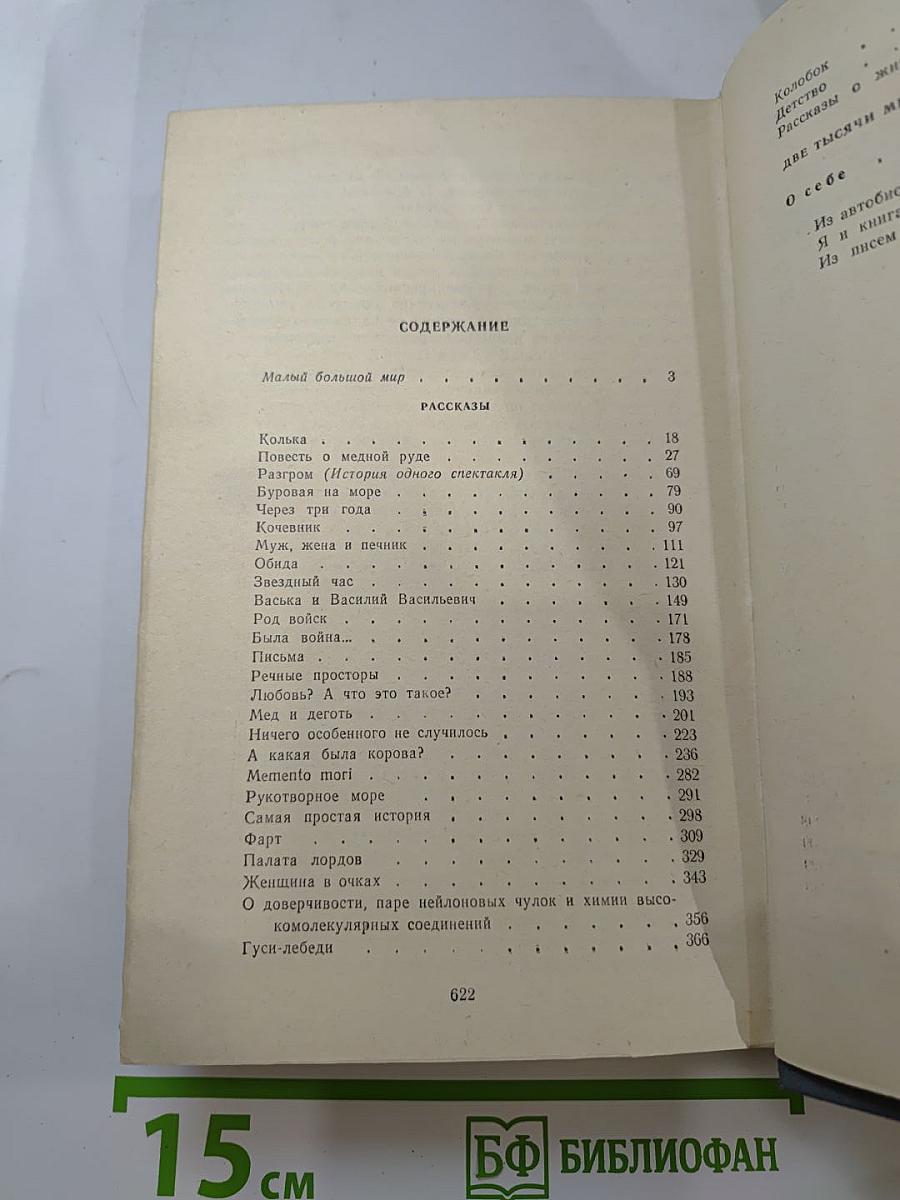 СОДЕРЖАНИЕ
Малый большой мир . . . . . . . . . . 3
РАССКАЗЫ
Колька . . . . . . . . . . . . . . 18
Повесть о медной руде . . . . . . . . . 27
Разгром (История одного спектакля) . . . . . 69
Буровая на море . . . . . . . . . . . 79
Через три года . . . . . . . . . . . 90
Кочевник . . . . . . . . . . . . . 97
Муж, жена и печник . . . . . . . . . . 111
Обида . . . . . . . . . . . . . . 121
Звездный час . . . . . . . . . . . . 130
Васька и Василий Васильевич . . . . . . . 149
Род войск . . . . . . . . . . . . . 171
Была война... . . . . . . . . . . . . 178
Письма . . . . . . . . . . . . . . 185
Речные просторы . . . . . . . . . . . 188
Любовь? А что это такое? . . . . . . . . 193
Мед и деготь . . . . . . . . . . . . 201
Ничего особенного не случилось . . . . . . . 223
А какая была корова? . . . . . . . . . 236
Memento mori . . . . . . . . . . . . 282
Рукотворное море . . . . . . . . . . 291
Самая простая история . . . . . . . . . 298
Фарт . . . . . . . . . . . . . . 309
Палата лордов . . . . . . . . . . . 329
Женщина в очках . . . . . . . . . . . 343
О доверчивости, паре нейлоновых чулок и химии высо-
комолекулярных соединений . . . . . . . 356
Гуси-лебеди . . . . . . . . . . . . 366
622
Колобок . .
Детство . .
Рассказы о
ДВЕ ТЫСЯЧИ
О себе .
Из
Я и
Из писем
15 см
БФ БИБЛИОФАН